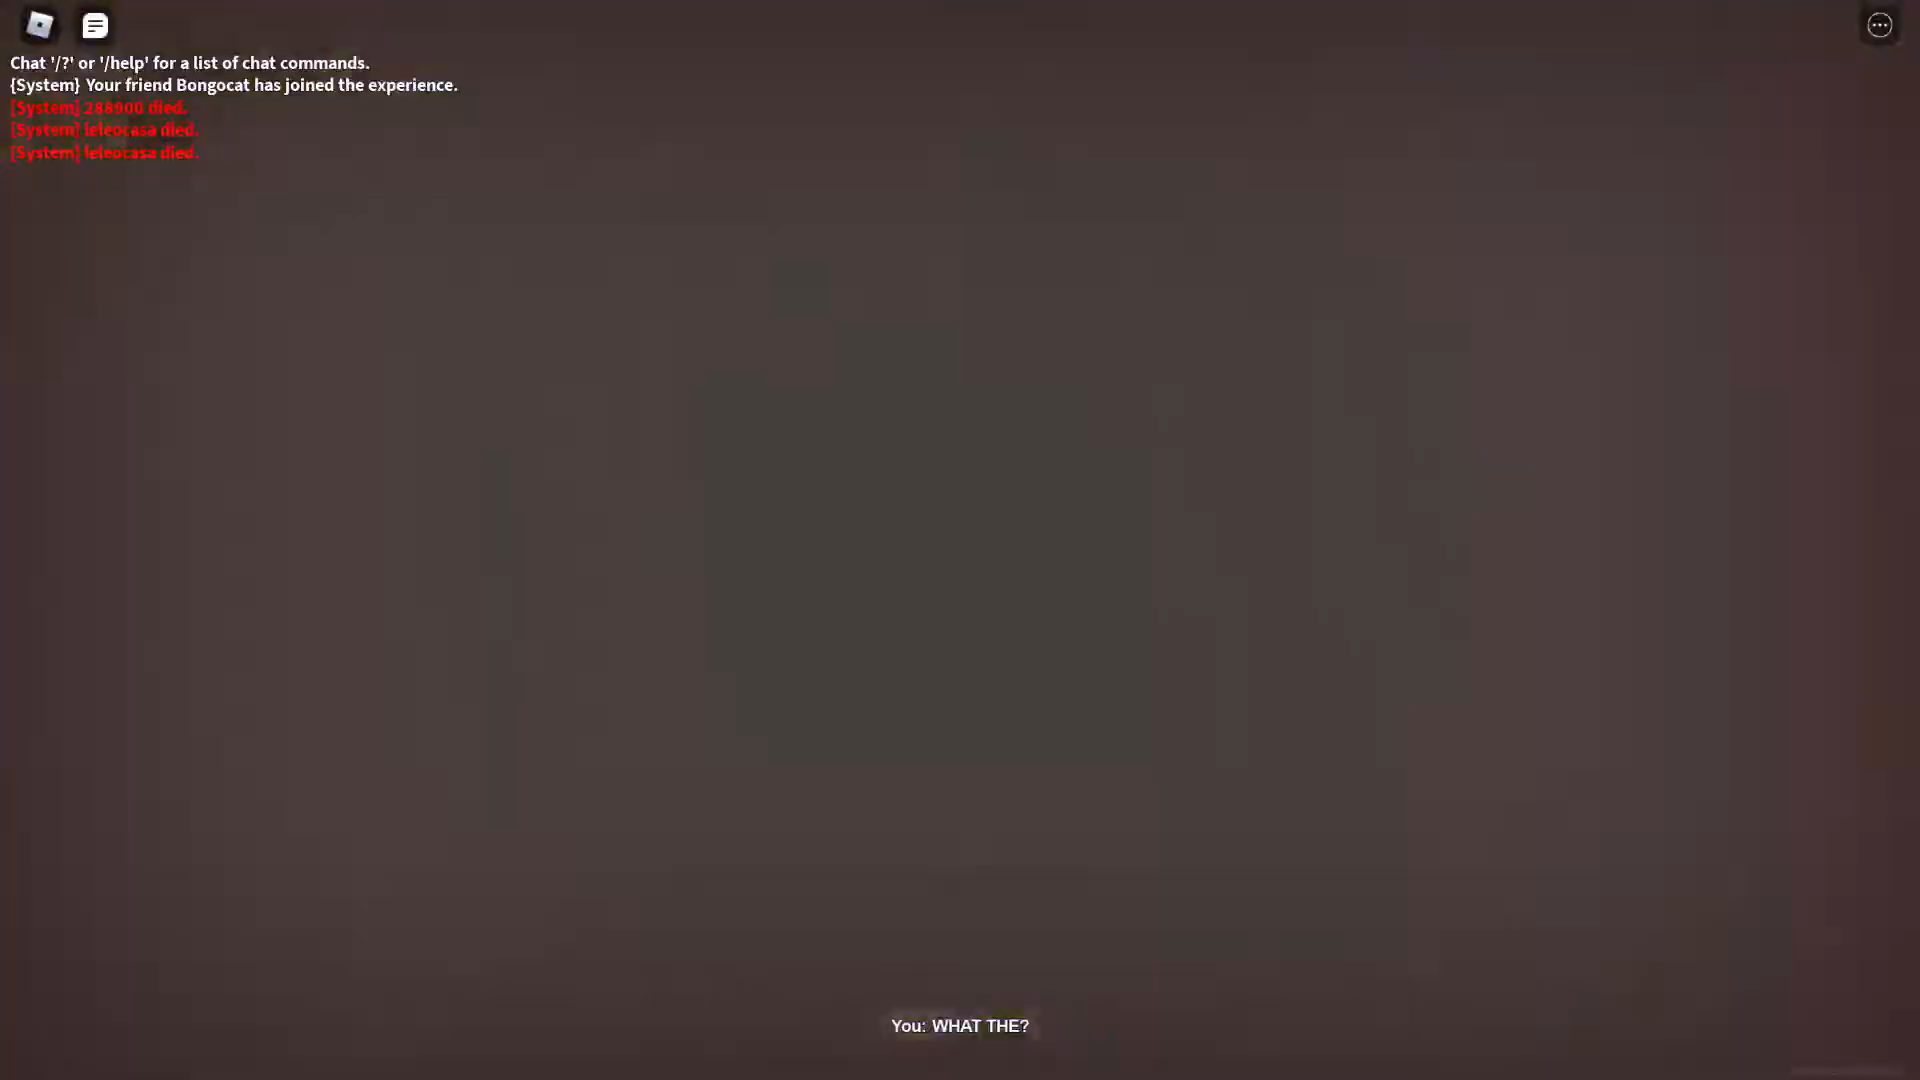 Chat '/?' or '/help' for a list of chat commands.
{System} Your friend Bongocat has joined the experience.
[System] 288900 died.
[System] leleocasa died.
[System] leleocasa died.
You: WHAT THE?